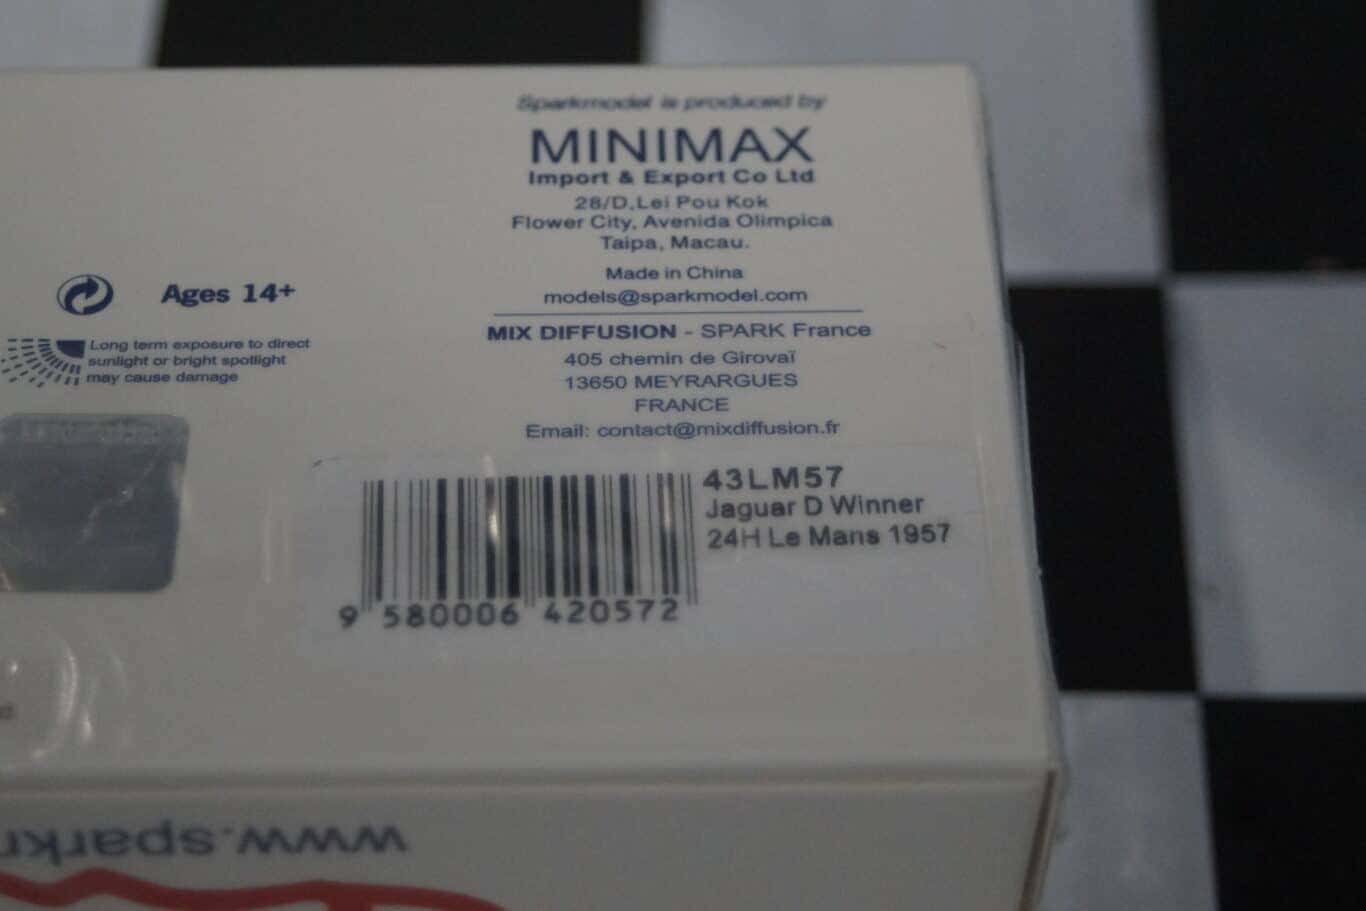 Sparkmodel is produced by
MINIMAX
Import & Export Co Ltd
28/D,Lei Pou Kok
Flower City, Avenida Olimpica
Taipa, Macau.
Made in China
models@sparkmodel.com
MIX DIFFUSION - SPARK France
405 chemin de Girovaï
13650 MEYRARGUES
FRANCE
Email: contact@mixdiffusion.fr
Ages 14+
Long term exposure to direct
sunlight or bright spotlight
may cause damage
43LM57
Jaguar D Winner
24H Le Mans 1957
9 580006 420572
www.spark